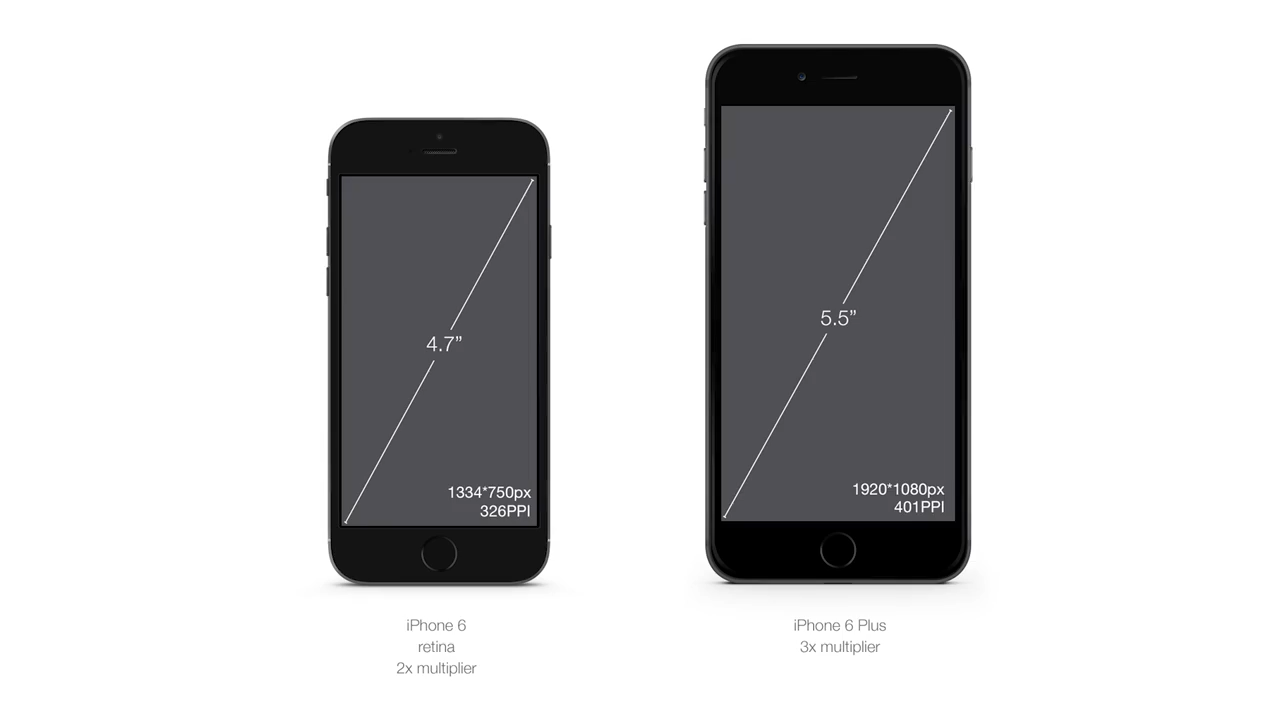 4.7”
1334*750px
326PPI
iPhone 6
retina
2x multiplier
5.5”
1920*1080px
401PPI
iPhone 6 Plus
3x multiplier